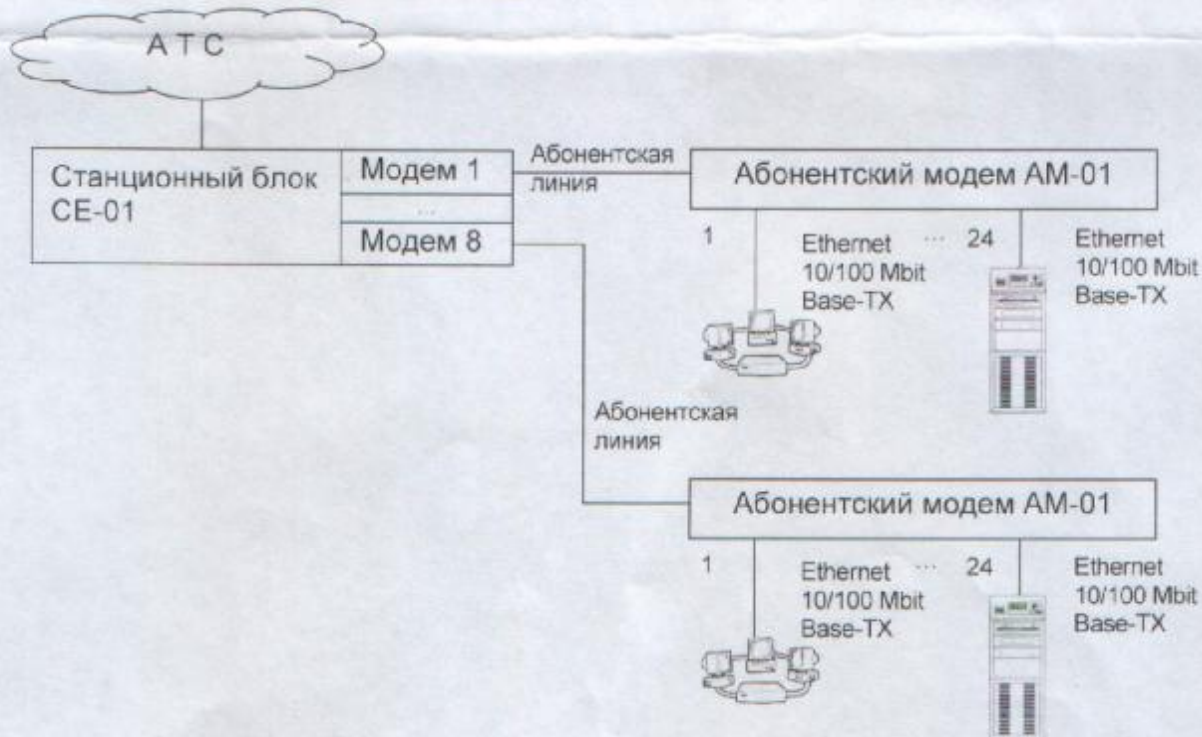 АТС
Станционный блок
СЕ-01
Модем 1
...
Модем 8
Абонентская
линия
Абонентский модем АМ-01
1
Ethernet
10/100 Mbit
Base-TX
... 24
Ethernet
10/100 Mbit
Base-TX
Абонентская
линия
Абонентский модем АМ-01
1
Ethernet
10/100 Mbit
Base-TX
... 24
Ethernet
10/100 Mbit
Base-TX